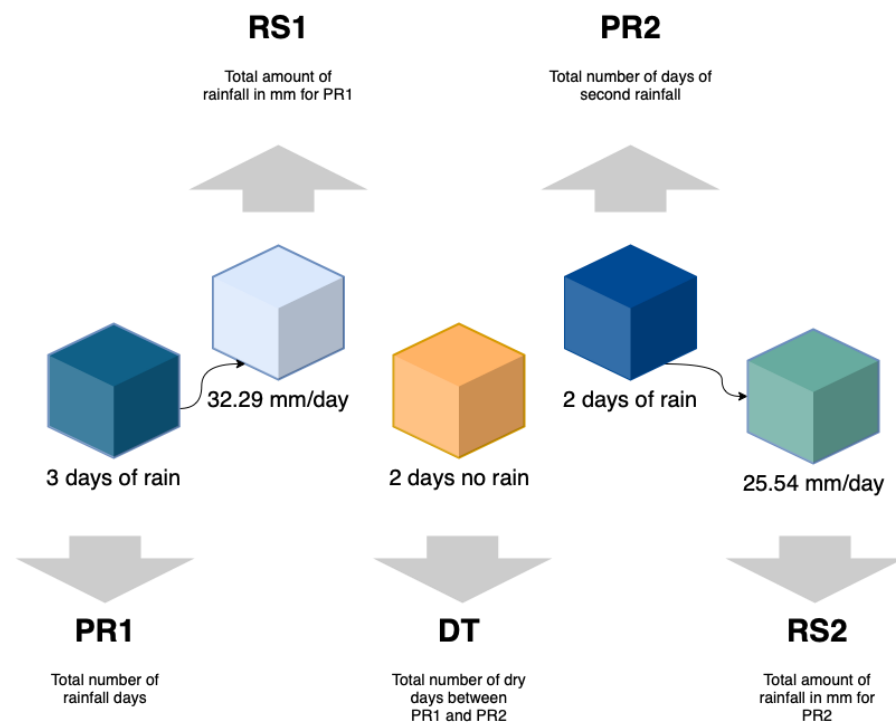 RS1
PR2
Total amount of
rainfall in mm for PR1
Total number of days of
second rainfall
32.29 mm/day
2 days of rain
3 days of rain
2 days no rain
25.54 mm/day
PR1
DT
RS2
Total number of
rainfall days
Total number of dry
days between
PR1 and PR2
Total amount of
rainfall in mm for
PR2